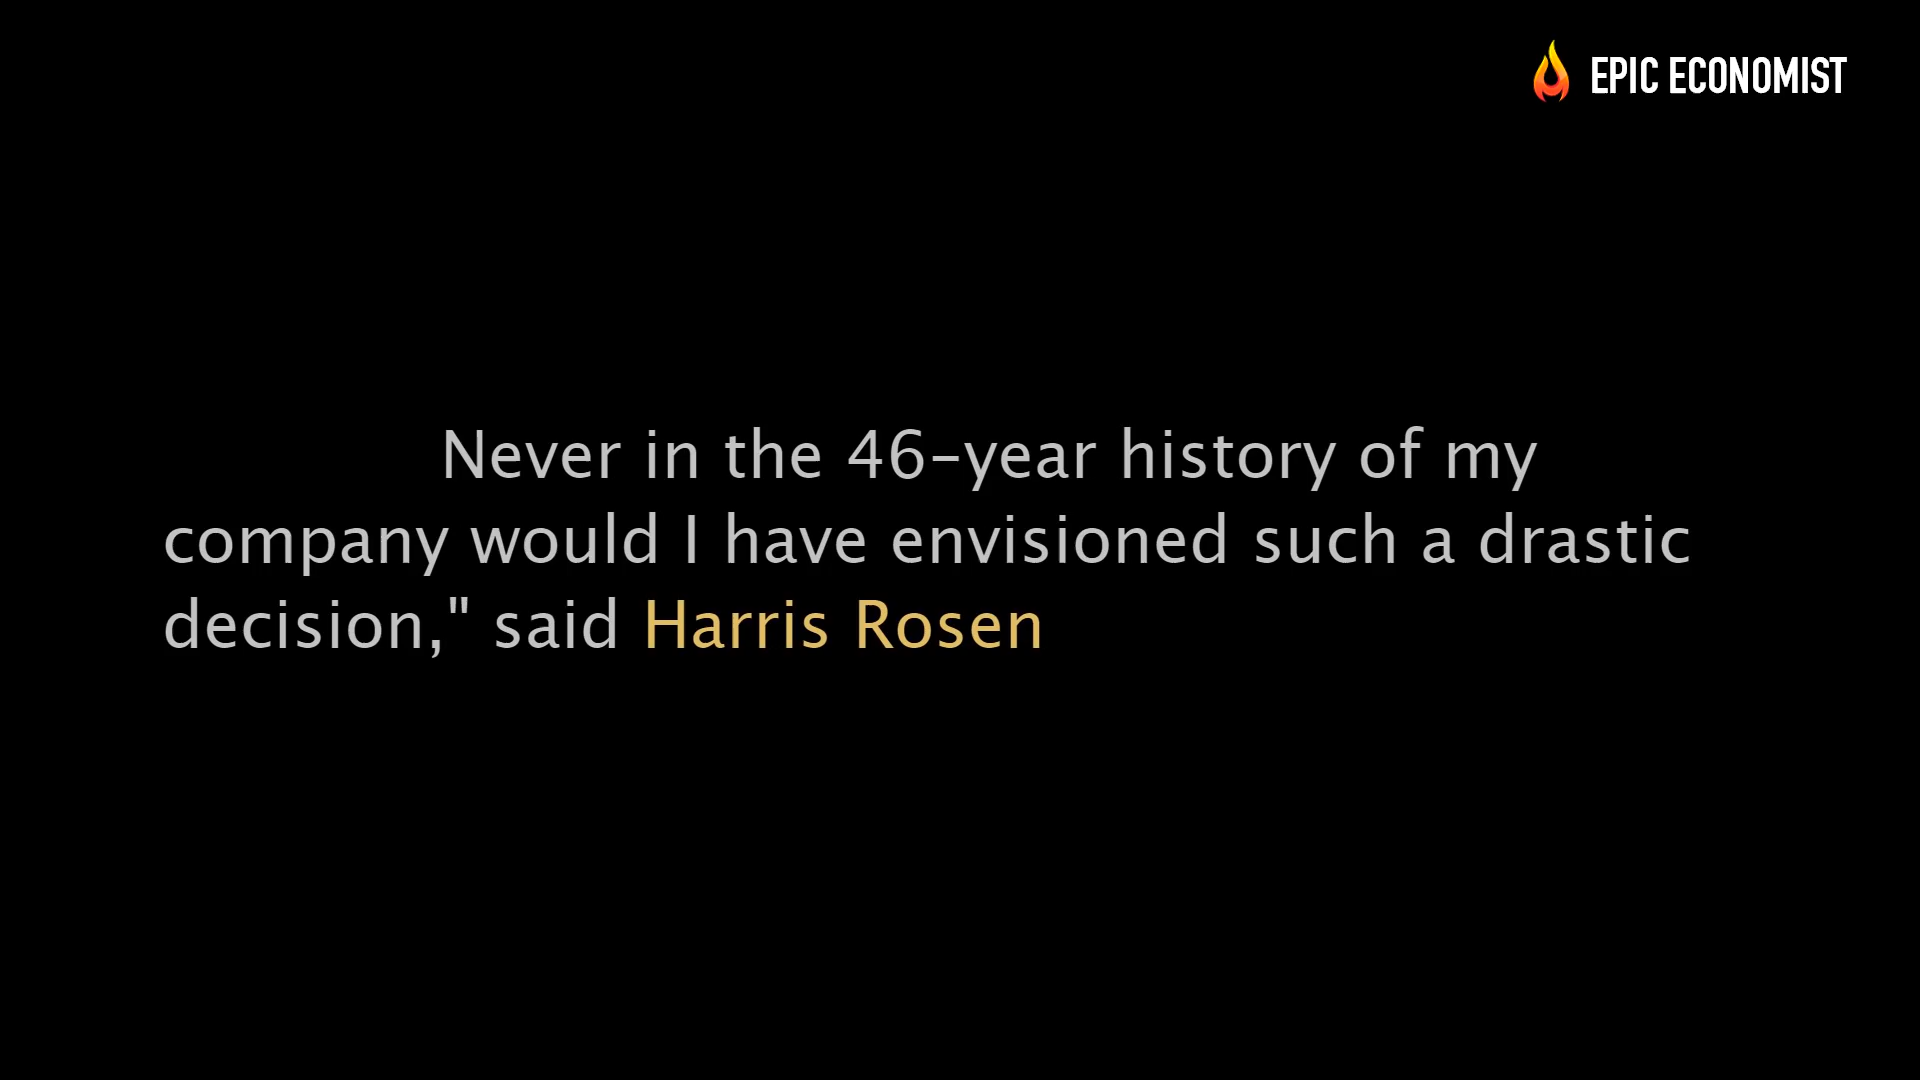 EPIC ECONOMIST
Never in the 46-year history of my
company would I have envisioned such a drastic
decision," said Harris Rosen